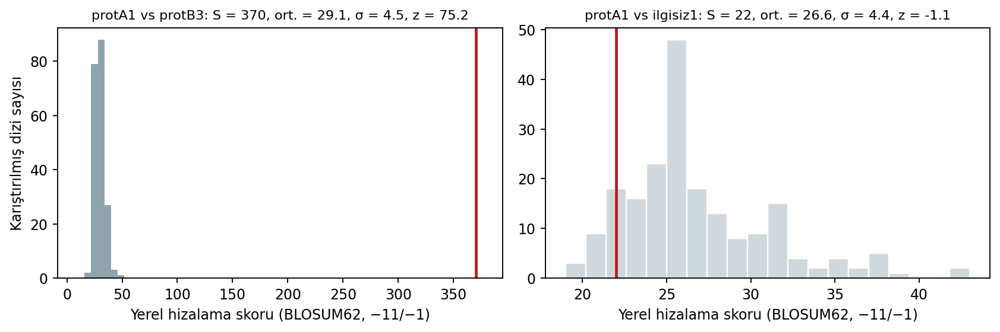 protA1 vs protB3: S = 370, ort. = 29.1, σ = 4.5, z = 75.2
Karıştırılmış dizi sayısı
80
60
40
20
0
0 50 100 150 200 250 300 350
Yerel hizalama skoru (BLOSUM62, −11/−1)
protA1 vs ilgisiz1: S = 22, ort. = 26.6, σ = 4.4, z = -1.1
50
40
30
20
10
0
20 25 30 35 40
Yerel hizalama skoru (BLOSUM62, −11/−1)